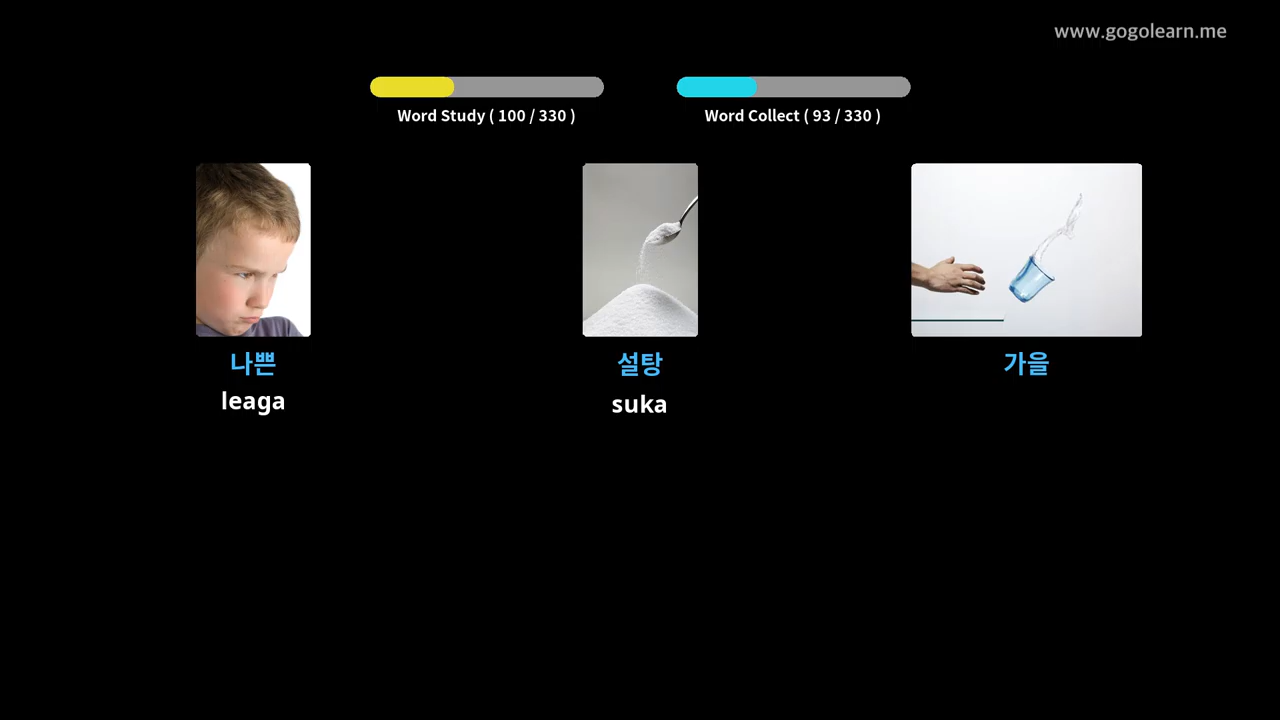 www.gogolearn.me
Word Study ( 100 / 330 )
Word Collect ( 93 / 330 )
나쁜
설탕
가을
leaga
suka